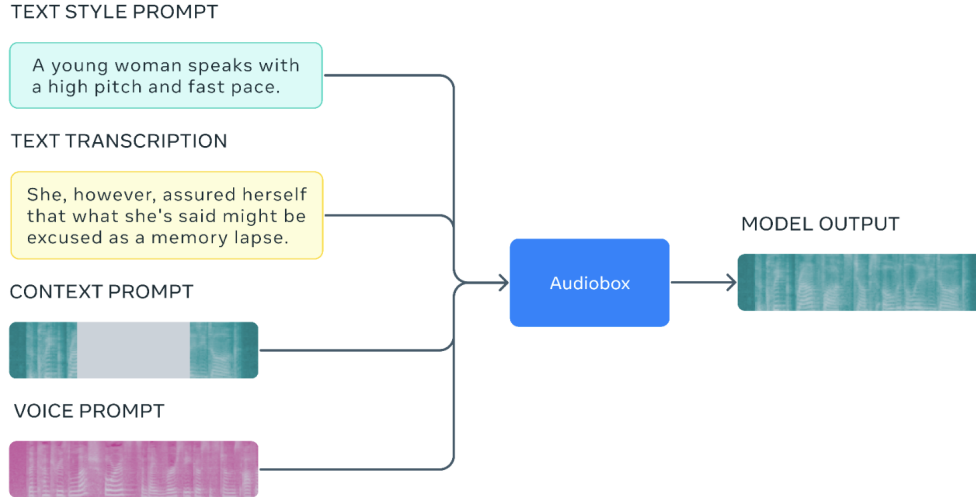 TEXT STYLE PROMPT
A young woman speaks with
a high pitch and fast pace.
TEXT TRANSCRIPTION
She, however, assured herself
that what she's said might be
excused as a memory lapse.
CONTEXT PROMPT
VOICE PROMPT
Audiobox
MODEL OUTPUT